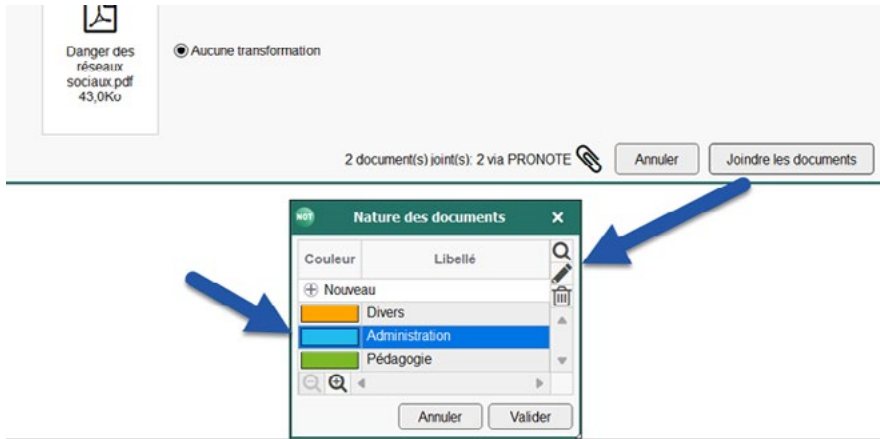 Danger des
réseaux
sociaux.pdf
43,0Ko
Aucune transformation
2 document(s) joint(s): 2 via PRONOTE
Annuler
Joindre les documents
NOT
Nature des documents
Couleur
Libellé
Nouveau
Divers
Administration
Pédagogie
Annuler
Valider